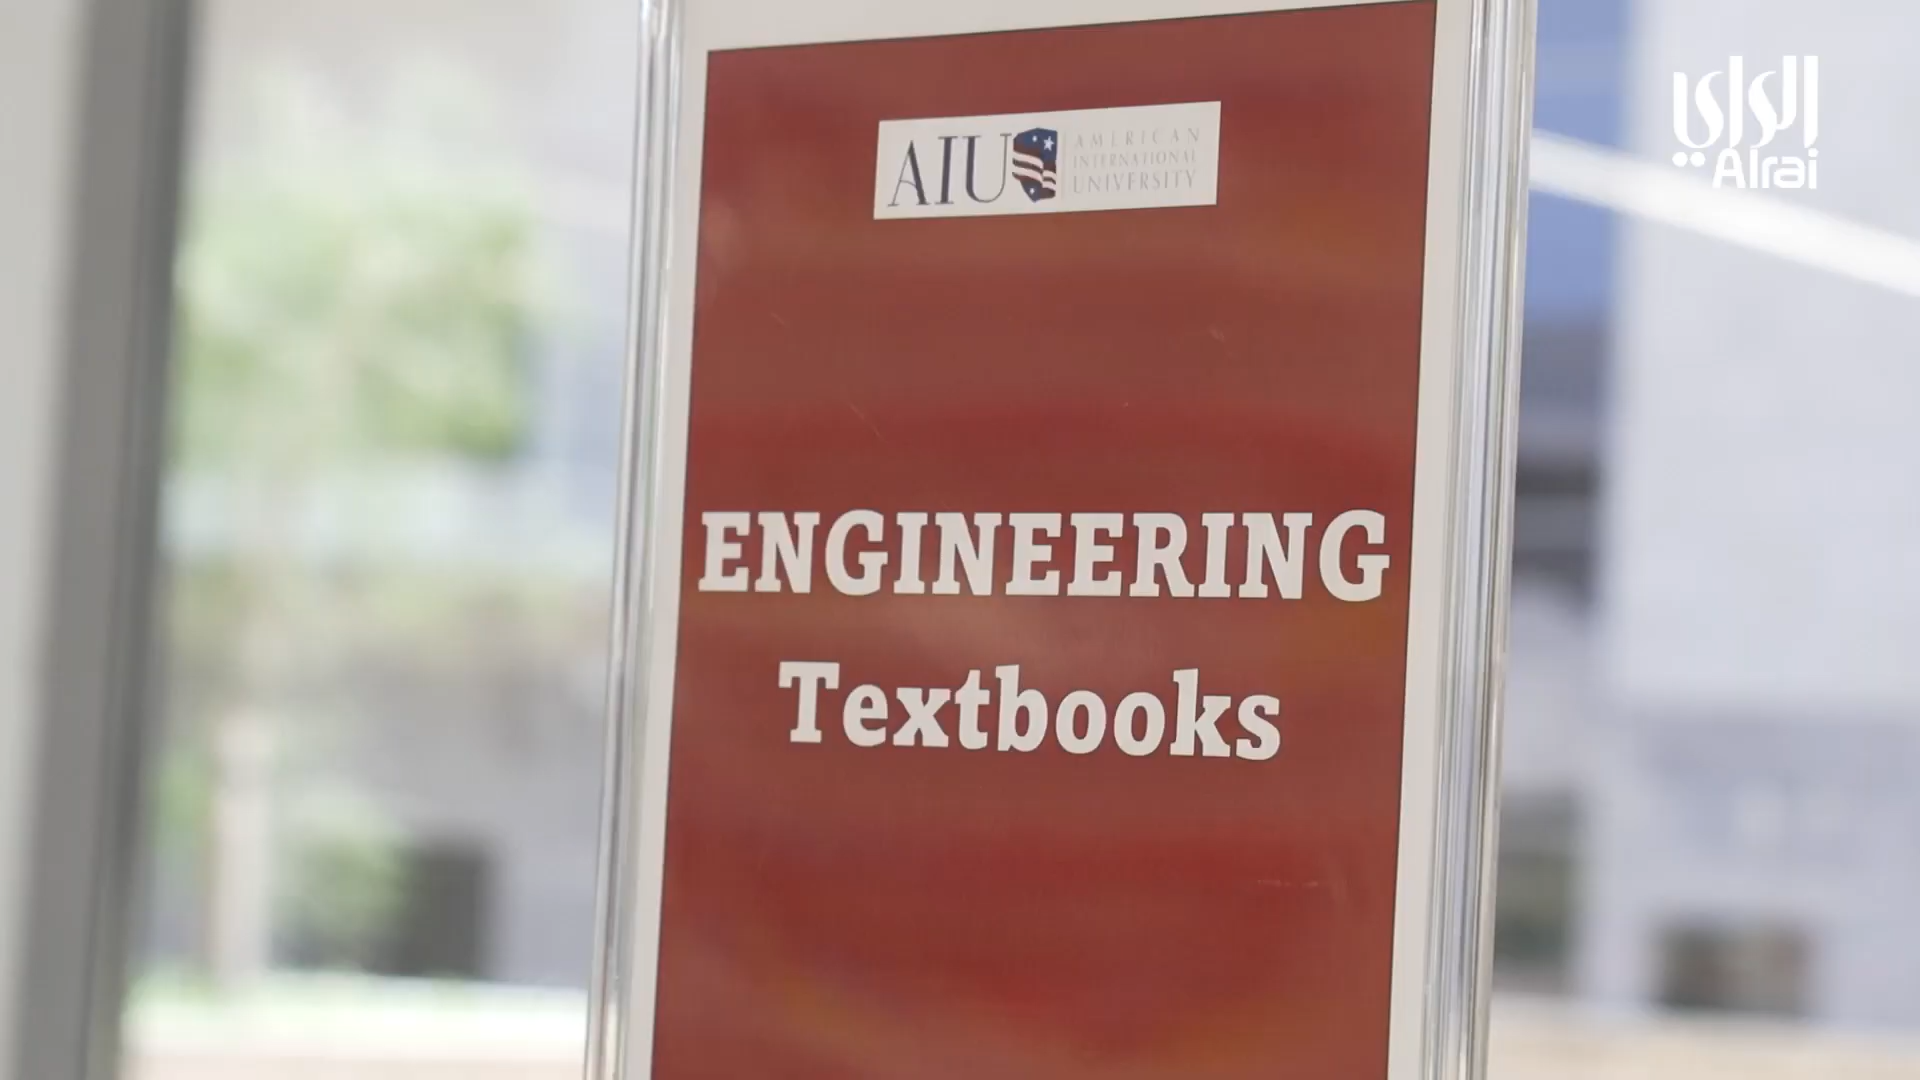 AIU
AMERICAN
INTERNATIONAL
UNIVERSITY
ENGINEERING
Textbooks
الراي
Alrai